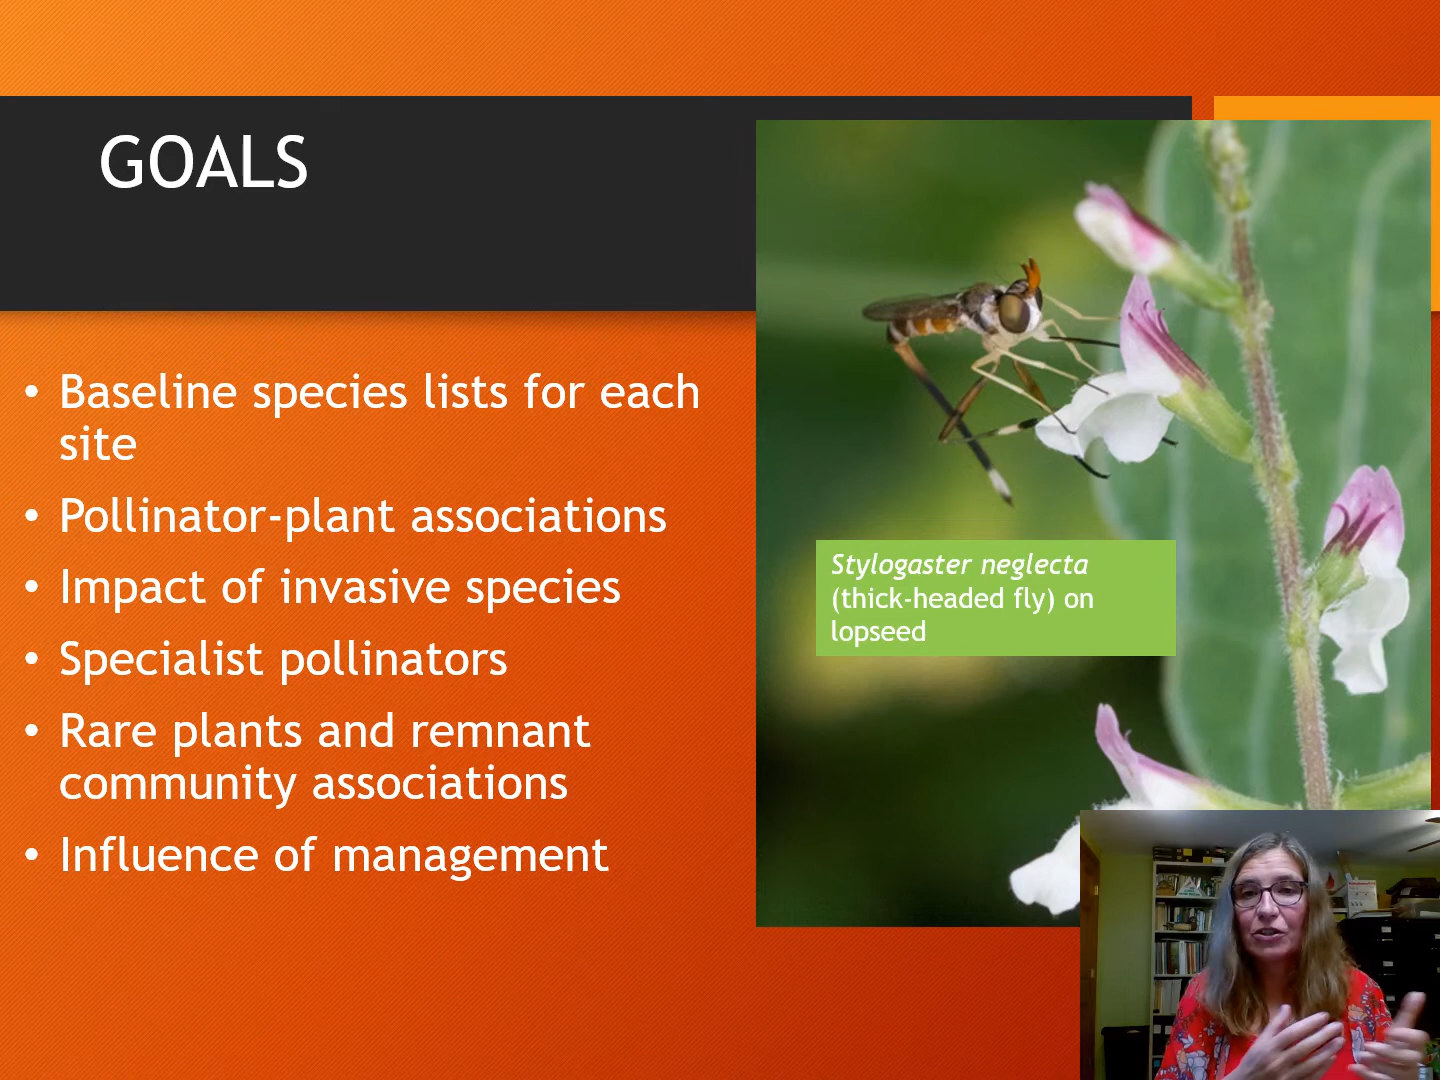 GOALS
• Baseline species lists for each
site
• Pollinator-plant associations
• Impact of invasive species
• Specialist pollinators
• Rare plants and remnant
community associations
• Influence of management
Stylogaster neglecta
(thick-headed fly) on
lopseed